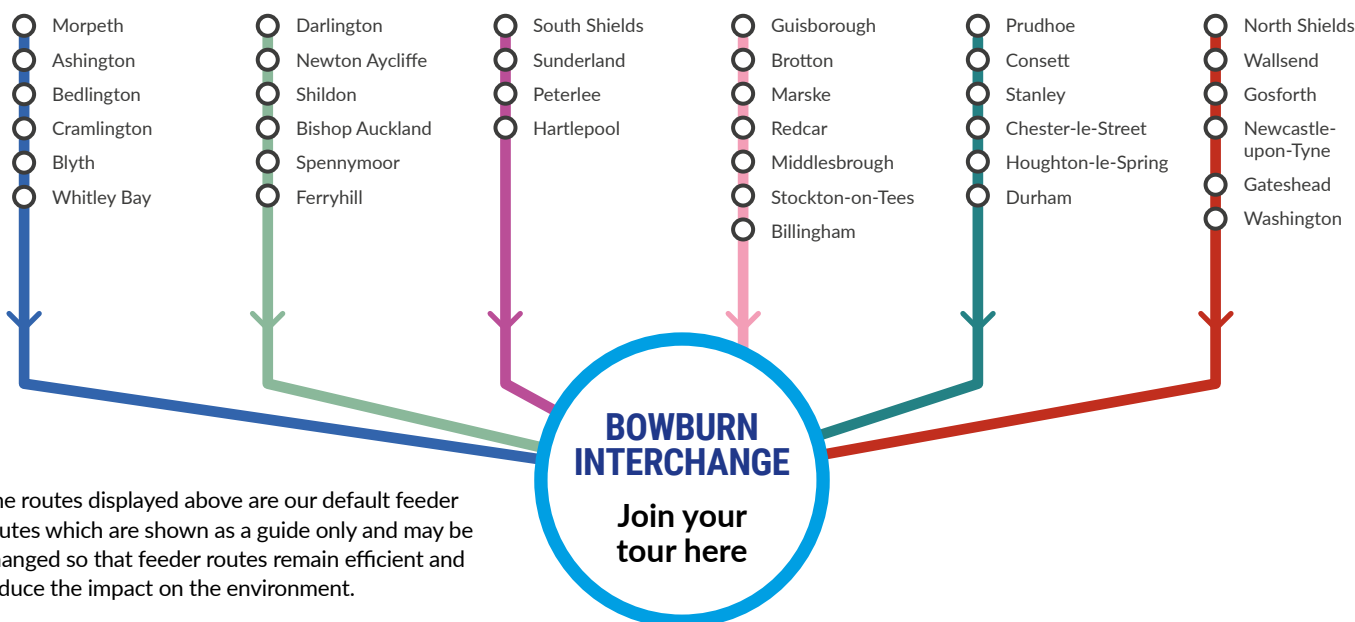 Morpeth
Ashington
Bedlington
Cramlington
Blyth
Whitley Bay
Darlington
Newton Aycliffe
Shildon
Bishop Auckland
Spennymoor
Ferryhill
South Shields
Sunderland
Peterlee
Hartlepool
Guisborough
Brotton
Marske
Redcar
Middlesbrough
Stockton-on-Tees
Billingham
Prudhoe
Consett
Stanley
Chester-le-Street
Houghton-le-Spring
Durham
North Shields
Wallsend
Gosforth
Newcastle-
upon-Tyne
Gateshead
Washington
BOWBURN
INTERCHANGE
Join your
tour here
he routes displayed above are our default feeder
utes which are shown as a guide only and may be
anged so that feeder routes remain efficient and
duce the impact on the environment.